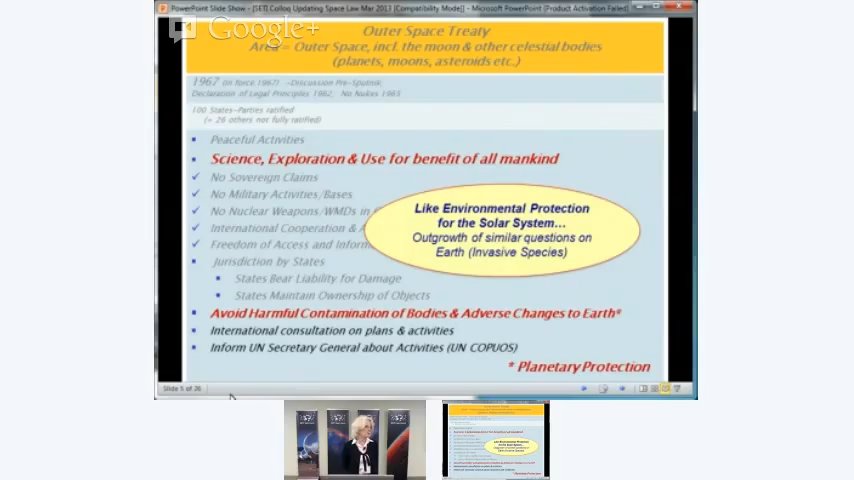 PowerPoint Slide Show - [SETI Colloq Updating Space Law Mar 2013 [Compatibility Mode] - Microsoft PowerPoint (Product Activation Failed)
Google+
Outer Space Treaty
Area = Outer Space, incl. the moon & other celestial bodies
(planets, moons, asteroids etc.)
1967 (in force 1967) ~Discussion Pre-Sputnik;
Declaration of Legal Principles 1962; No Nukes 1963
100 States-Parties ratified
(+ 26 others not fully ratified)
Peaceful Activities
Science, Exploration & Use for benefit of all mankind
No Sovereign Claims
No Military Activities/Bases
No Nuclear Weapons/WMDs in
International Cooperation &
Freedom of Access and Inform
Like Environmental Protection
for the Solar System...
Outgrowth of similar questions on
Earth (Invasive Species)
Jurisdiction by States
States Bear Liability for Damage
States Maintain Ownership of Objects
Avoid Harmful Contamination of Bodies & Adverse Changes to Earth*
International consultation on plans & activities
Inform UN Secretary General about Activities (UN COPUOS)
* Planetary Protection
Slide 5 of 26